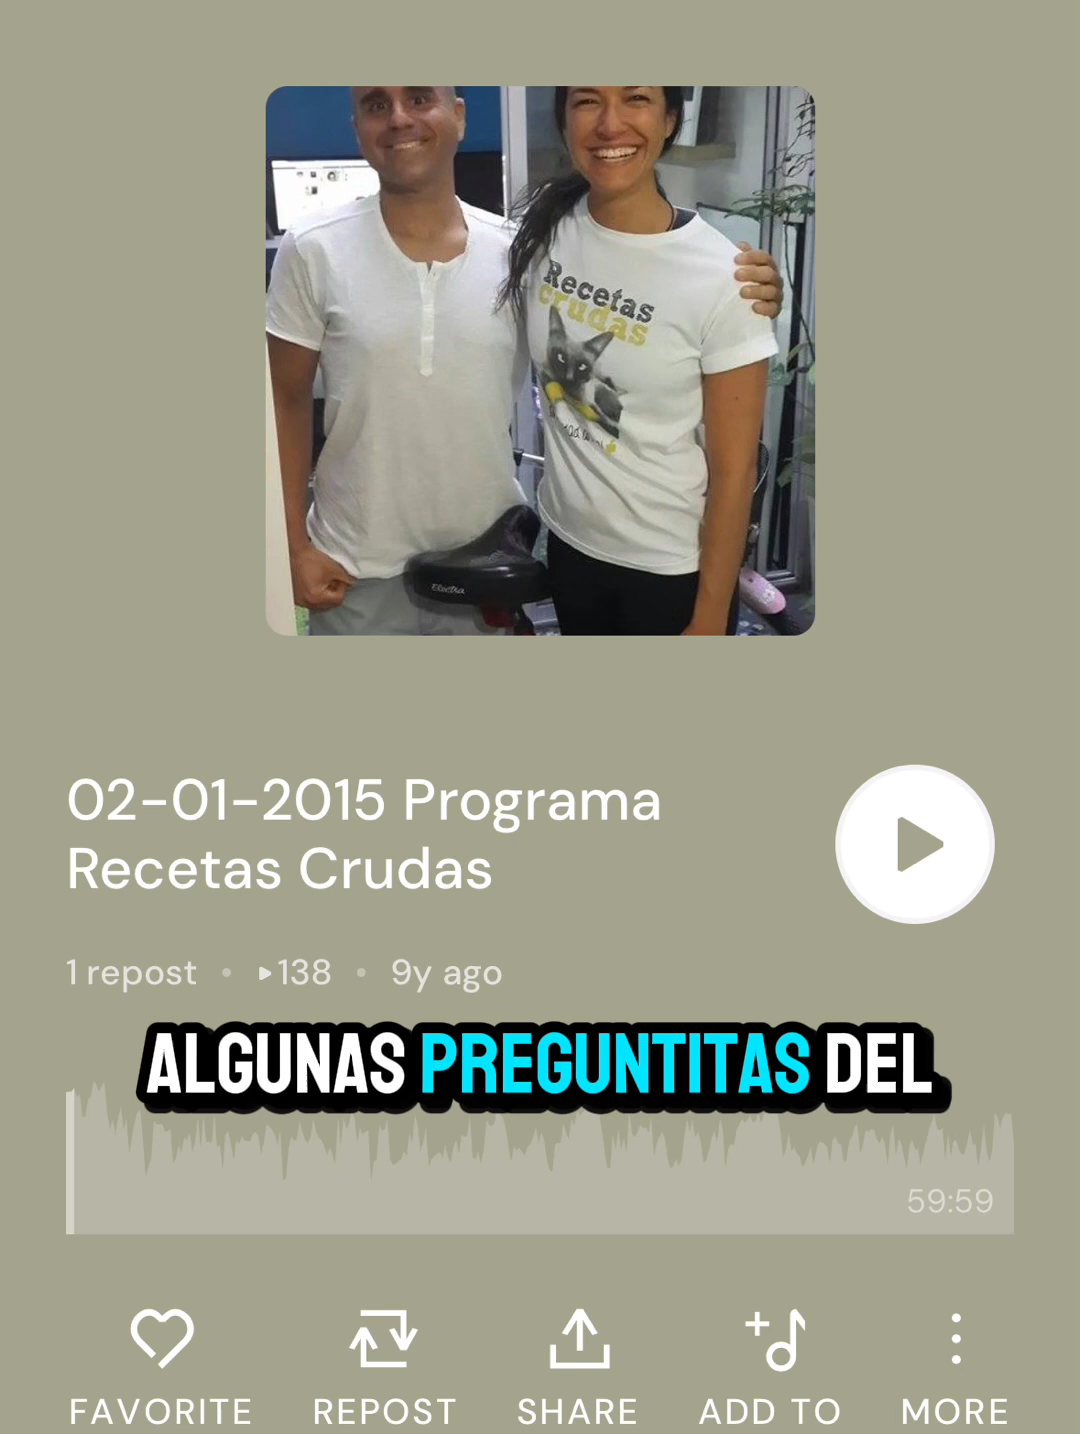 Recetas
crudas
Electra
02-01-2015 Programa
Recetas Crudas
1 repost • 138 • 9y ago
ALGUNAS PREGUNTITAS DEL
59:59
FAVORITE REPOST SHARE ADD TO MORE